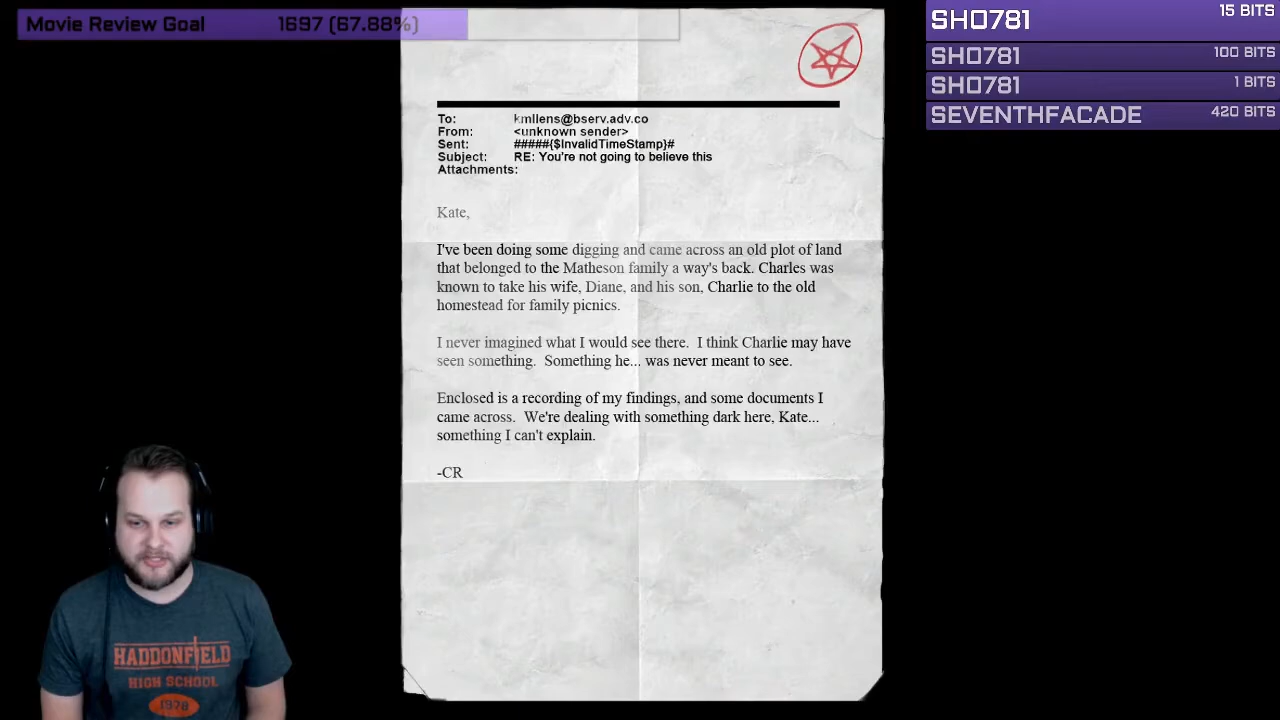 Movie Review Goal 1697 (67.88%)
SHO781 15 BITS
SHO781 100 BITS
SHO781 1 BITS
SEVENTHFACADE 420 BITS
To: kmilens@bserv.adv.co
From: <unknown sender>
Sent: #####{$InvalidTimeStamp}#
Subject: RE: You're not going to believe this
Attachments:
Kate,
I've been doing some digging and came across an old plot of land
that belonged to the Matheson family a way's back. Charles was
known to take his wife, Diane, and his son, Charlie to the old
homestead for family picnics.
I never imagined what I would see there.  I think Charlie may have
seen something.  Something he... was never meant to see.
Enclosed is a recording of my findings, and some documents I
came across.  We're dealing with something dark here, Kate...
something I can't explain.
-CR
HADDONFIELD
HIGH SCHOOL
1978